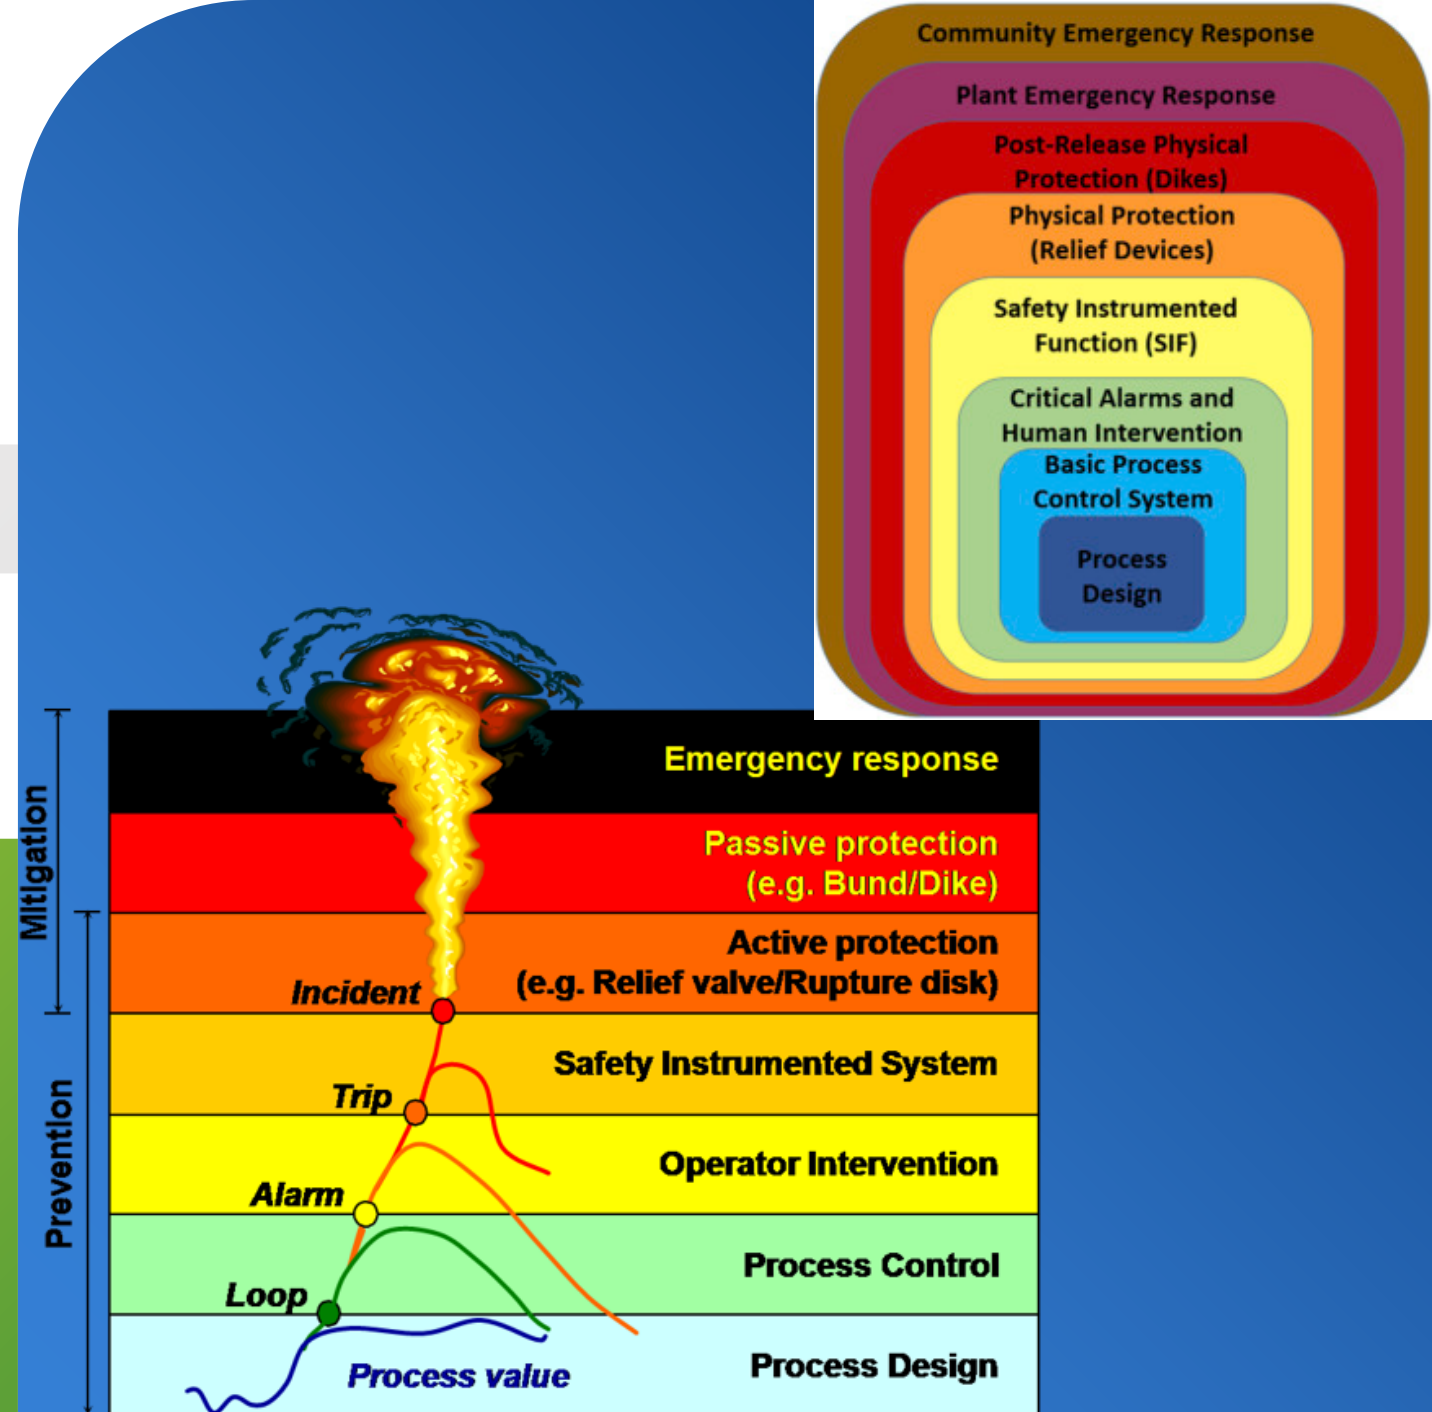 Community Emergency Response
Plant Emergency Response
Post-Release Physical
Protection (Dikes)
Physical Protection
(Relief Devices)
Safety Instrumented
Function (SIF)
Critical Alarms and
Human Intervention
Basic Process
Control System
Process
Design
Mitigation
Prevention
Emergency response
Passive protection
(e.g. Bund/Dike)
Active protection
(e.g. Relief valve/Rupture disk)
Incident
Safety Instrumented System
Trip
Operator Intervention
Alarm
Process Control
Loop
Process Design
Process value